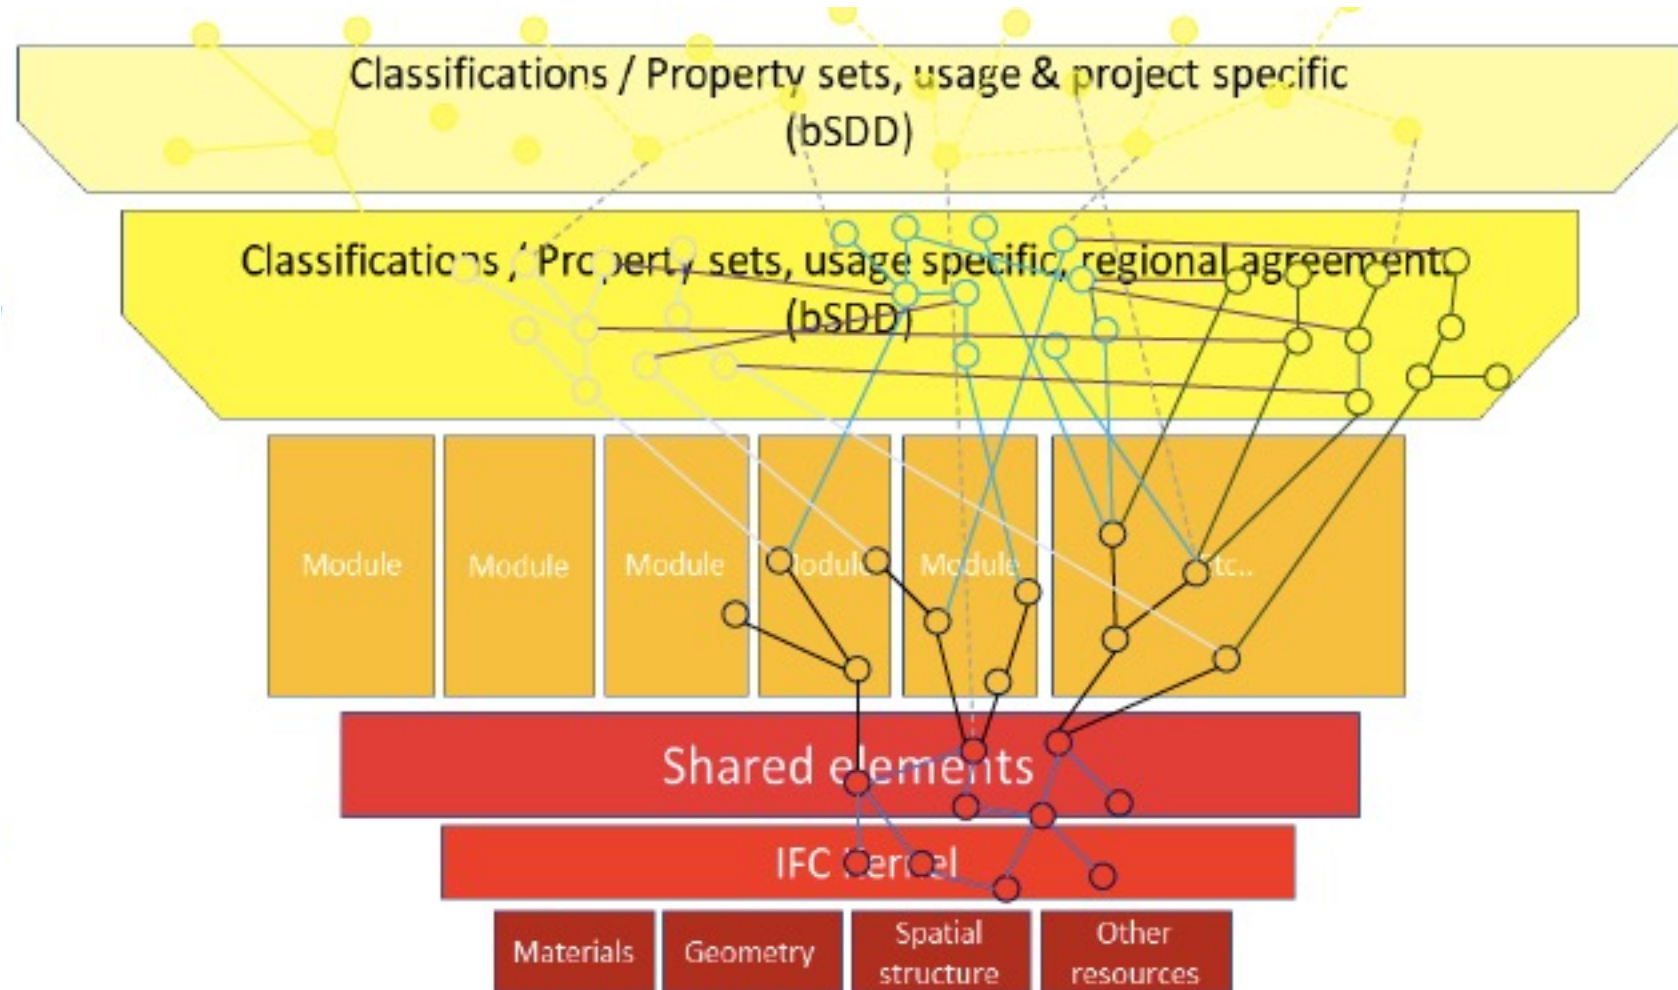 Classifications / Property sets, usage & project specific
(bSDD)
Classifications / Property sets, usage specific, regional agreements
(bSDD)
Module
Module
Module
Module
Module
Etc..
Shared elements
IFC Kernel
Materials
Geometry
Spatial
structure
Other
resources